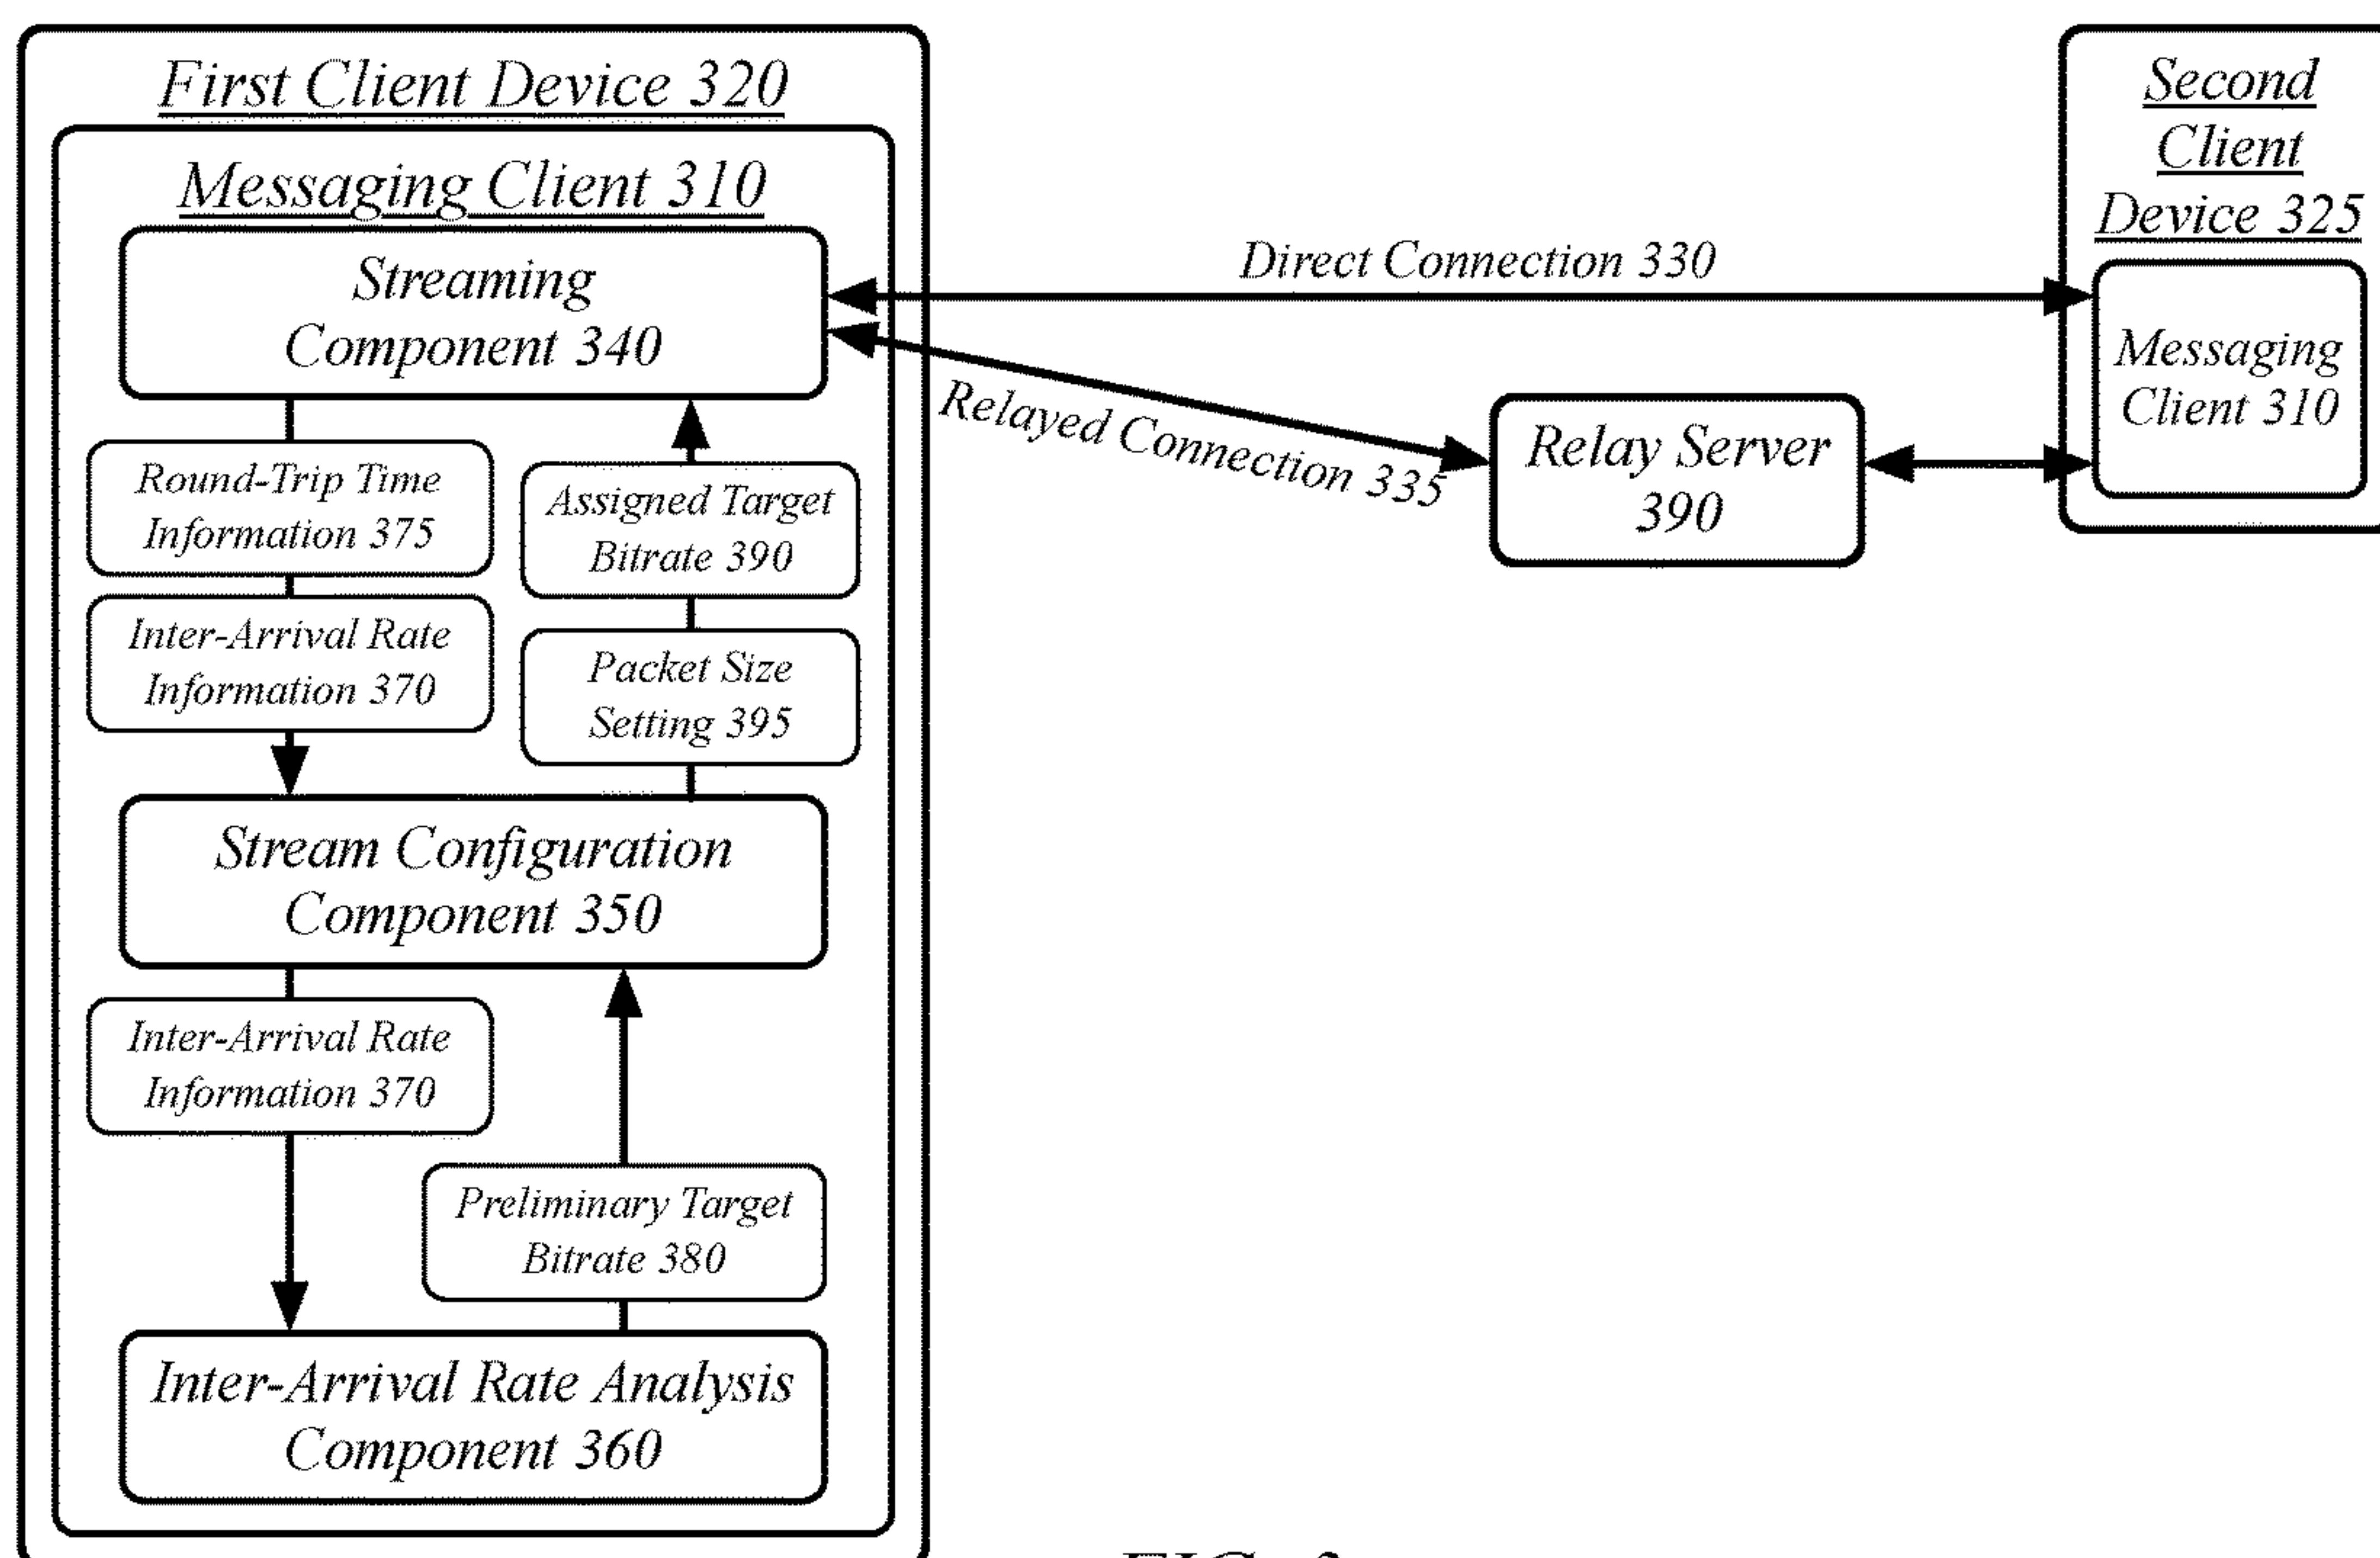 First Client Device 320
Messaging Client 310
Streaming
Component 340
Round-Trip Time
Information 375
Inter-Arrival Rate
Information 370
Assigned Target
Bitrate 390
Packet Size
Setting 395
Stream Configuration
Component 350
Inter-Arrival Rate
Information 370
Preliminary Target
Bitrate 380
Inter-Arrival Rate Analysis
Component 360
Direct Connection 330
Relayed Connection 335
Relay Server
390
Second
Client
Device 325
Messaging
Client 310